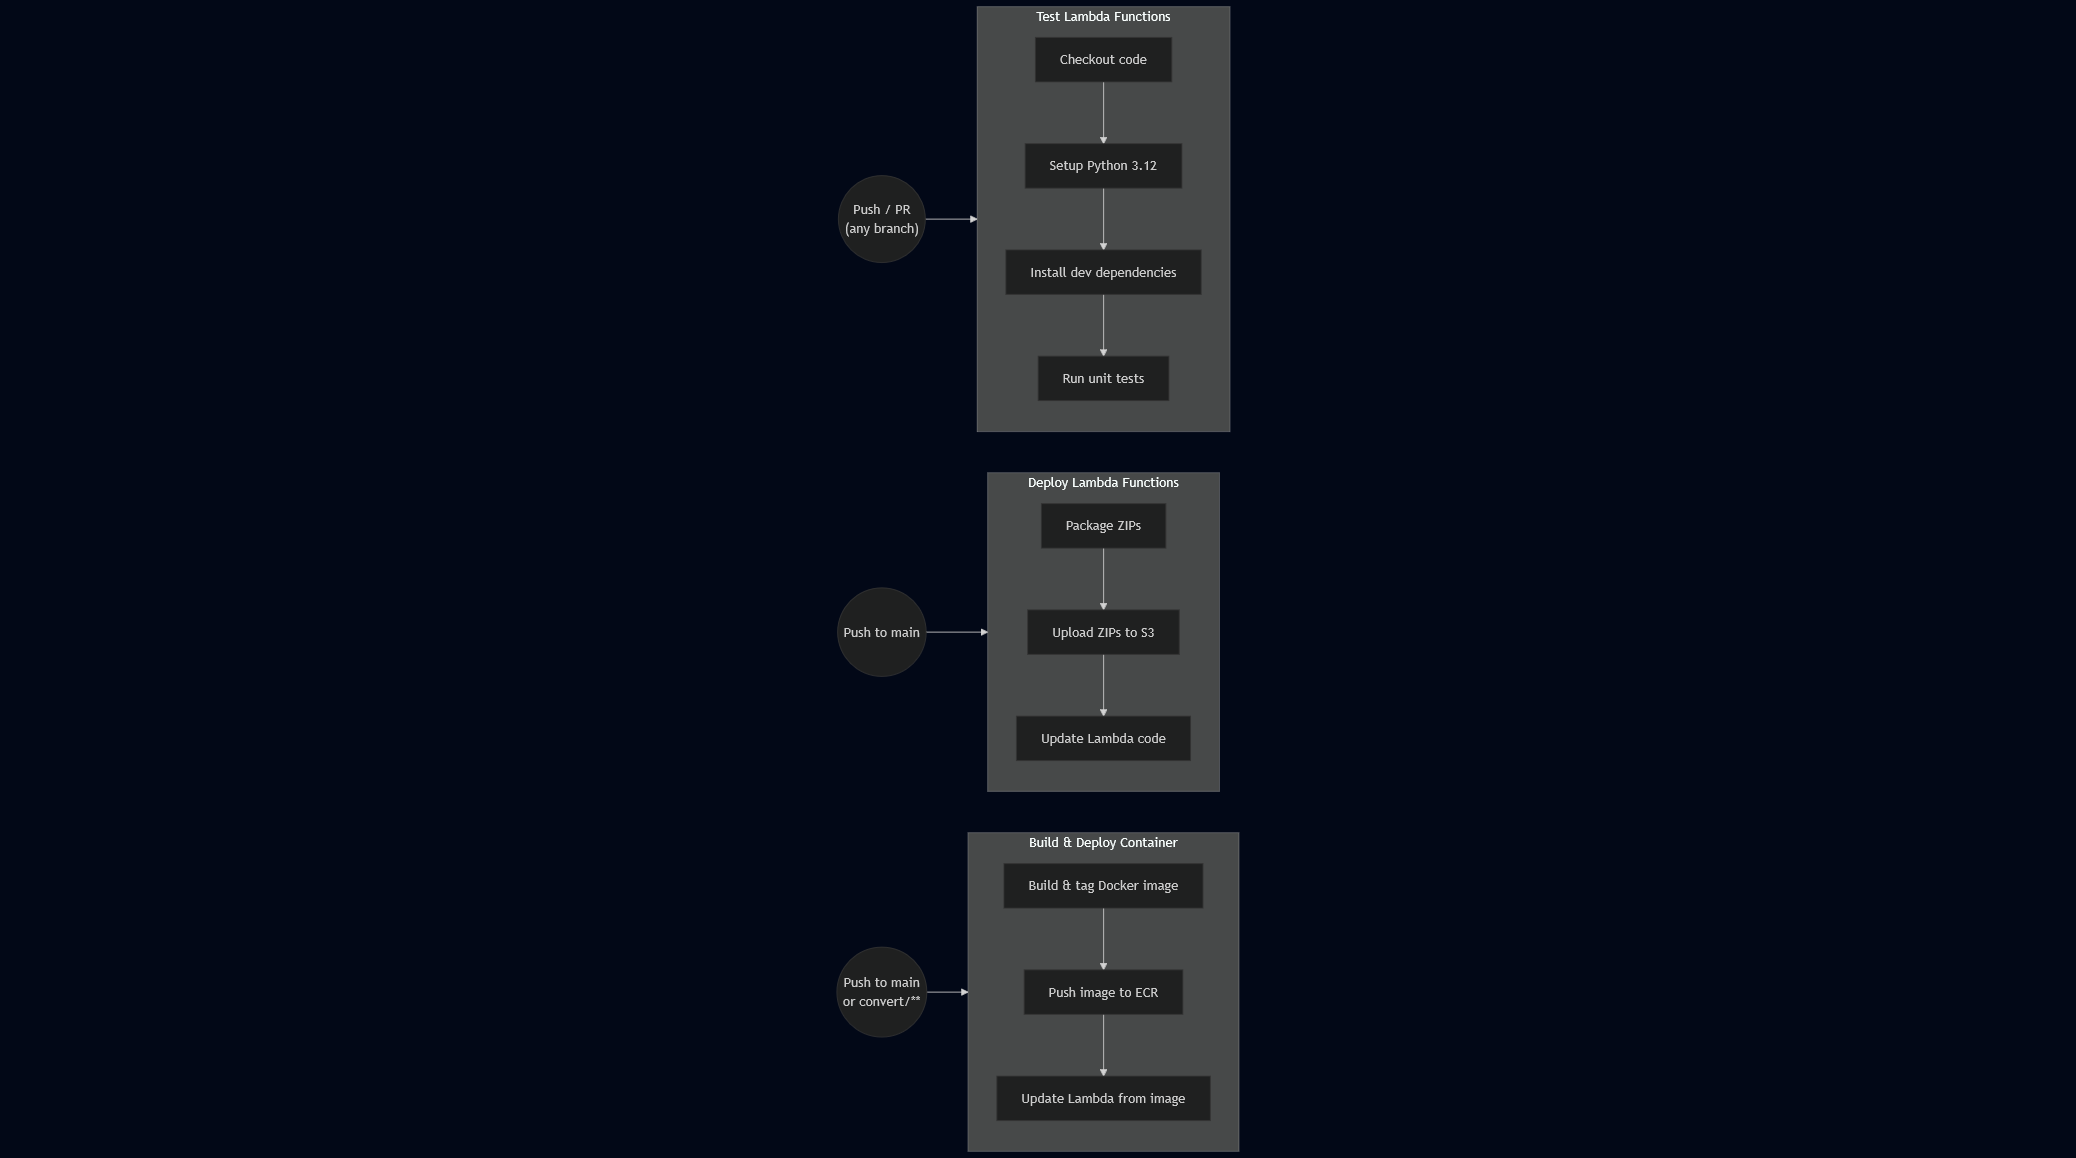 Test Lambda Functions
Checkout code
Setup Python 3.12
Push / PR
(any branch)
Install dev dependencies
Run unit tests
Deploy Lambda Functions
Package ZIPs
Push to main
Upload ZIPs to S3
Update Lambda code
Build & Deploy Container
Build & tag Docker image
Push to main
or convert/**
Push image to ECR
Update Lambda from image